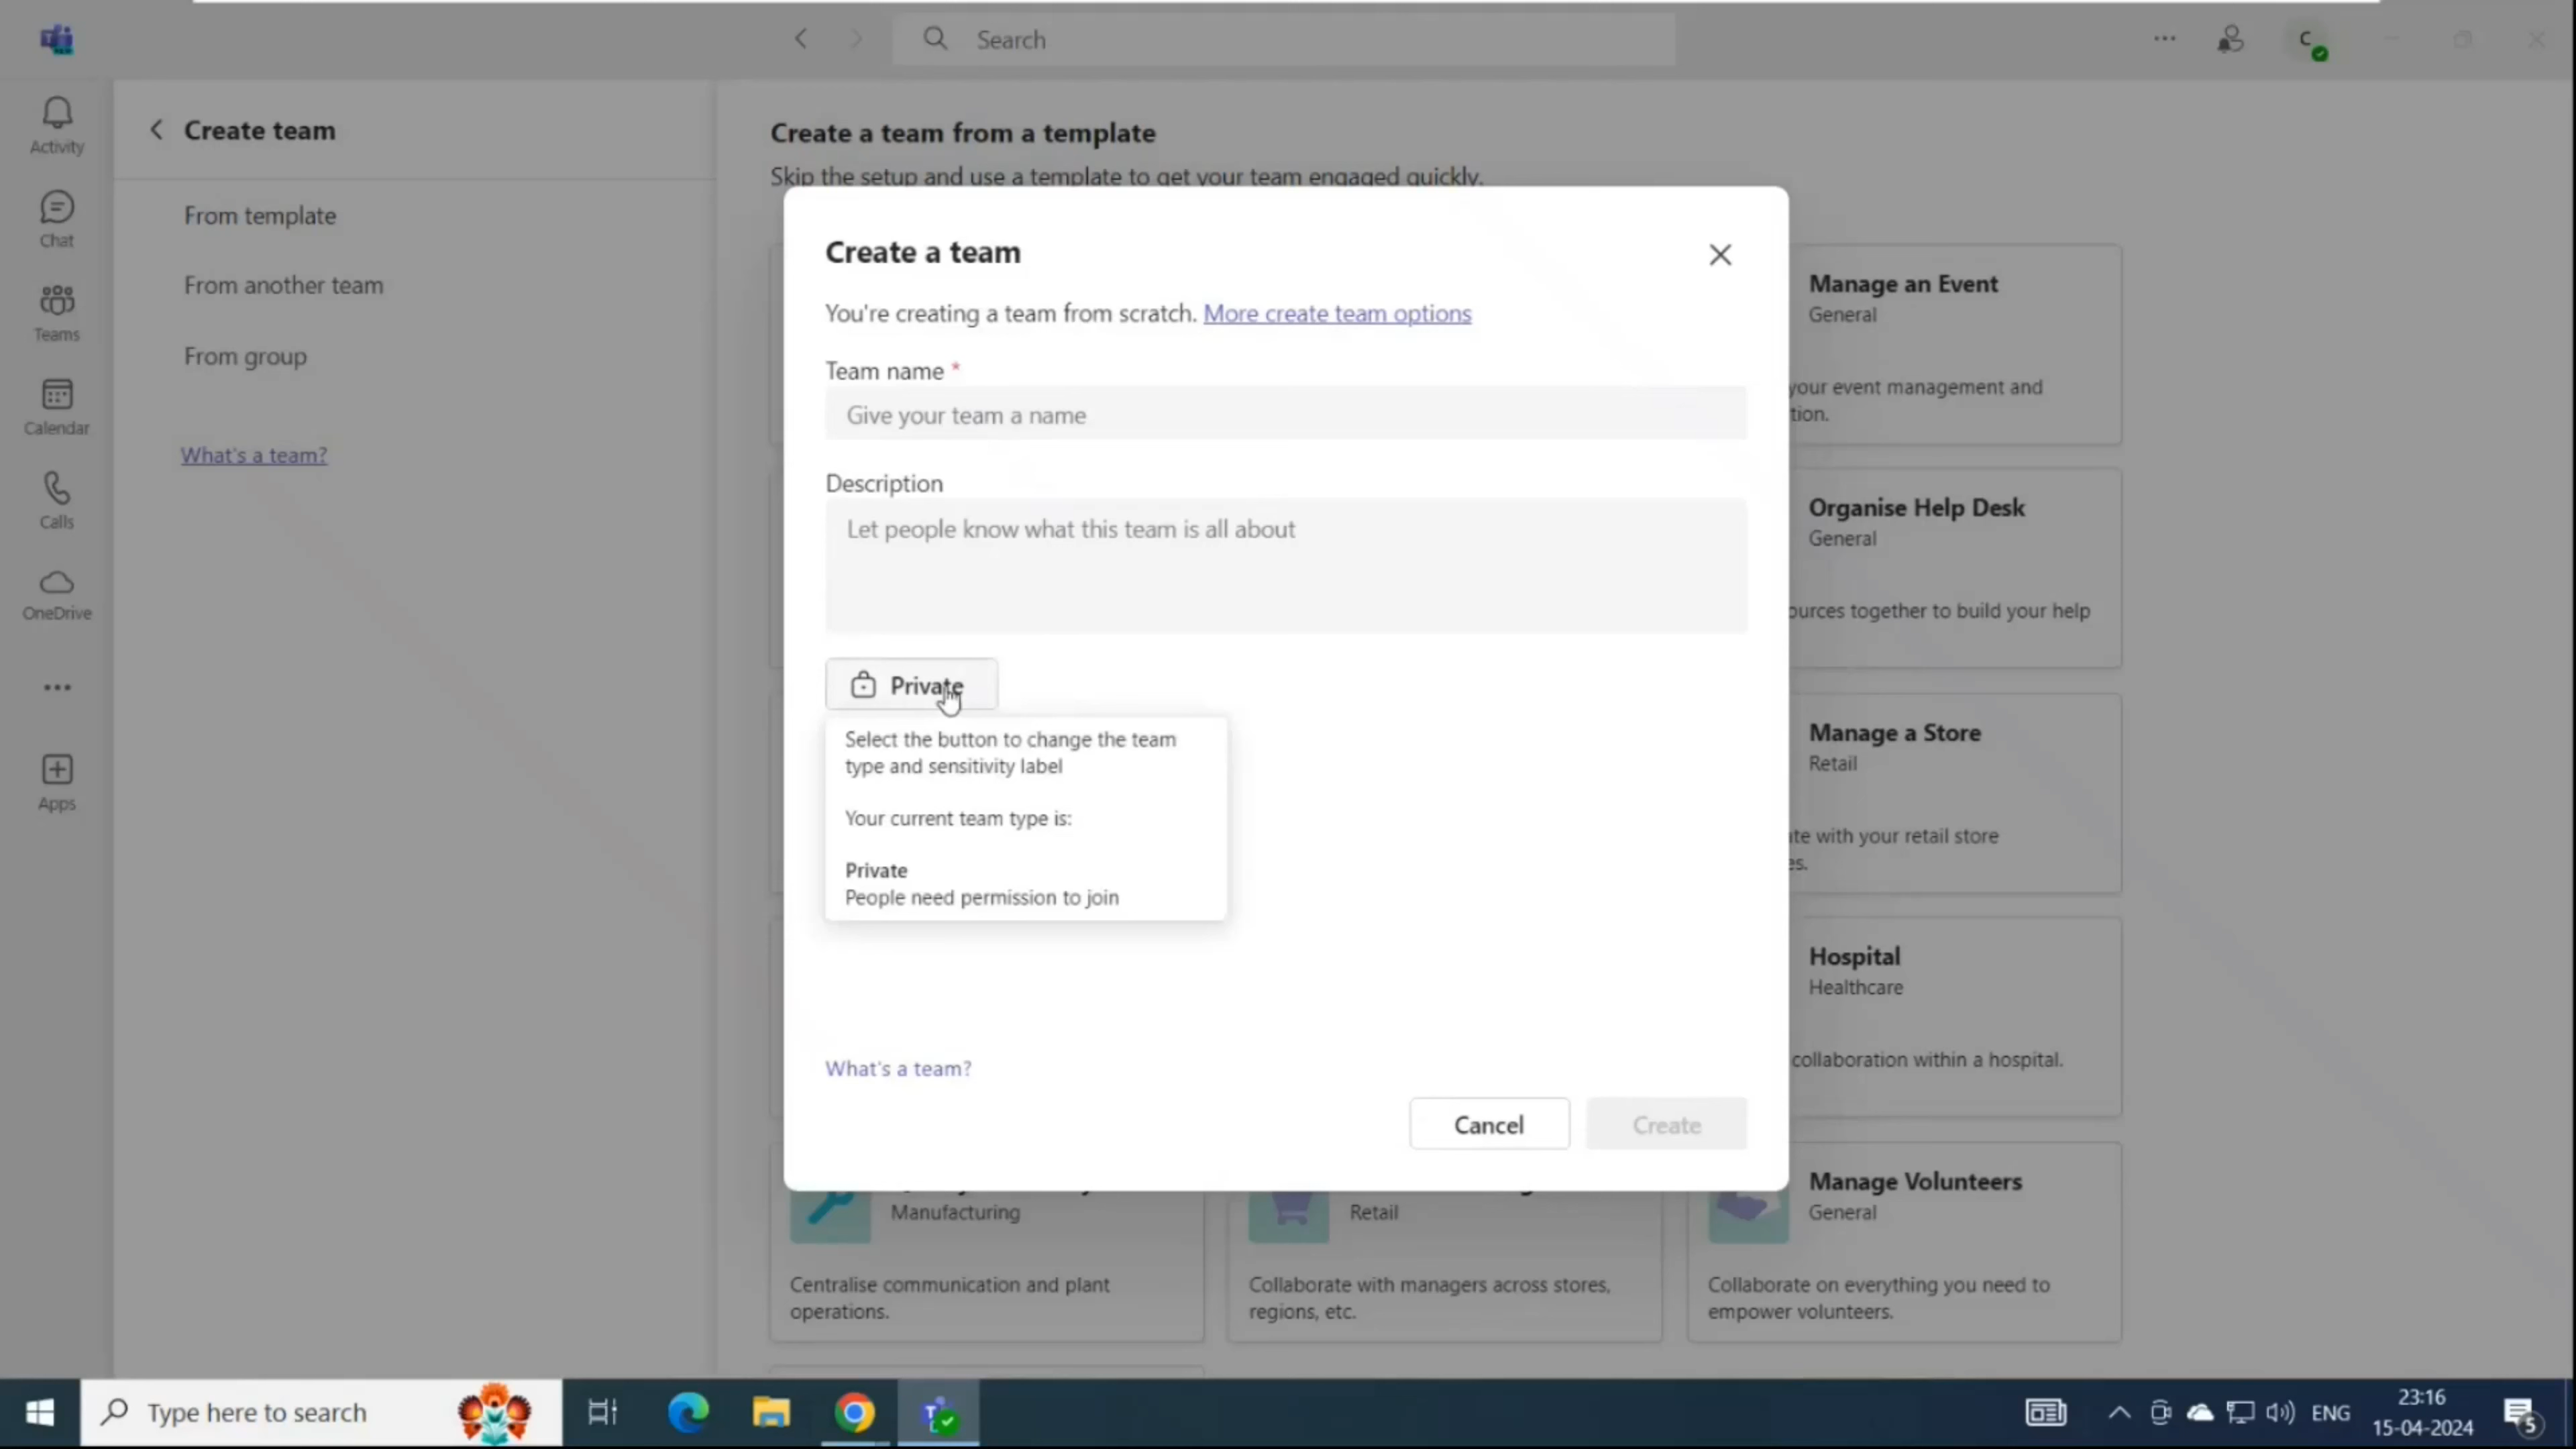 Search
C
Activity
Chat
Teams
Calendar
Calls
OneDrive
Apps
Create team
From template
From another team
From group
What's a team?
Create a team from a template
Skip the setup and use a template to get your team engaged quickly.
Create a team
You're creating a team from scratch. More create team options
Team name *
Give your team a name
Description
Let people know what this team is all about
Private
Select the button to change the team
type and sensitivity label
Your current team type is:
Private
People need permission to join
What's a team?
Cancel
Create
Manage an Event
General
your event management and
tion.
Organise Help Desk
General
ources together to build your help
Manage a Store
Retail
te with your retail store
es.
Hospital
Healthcare
collaboration within a hospital.
Manufacturing
Centralise communication and plant
operations.
Retail
Collaborate with managers across stores,
regions, etc.
Manage Volunteers
General
Collaborate on everything you need to
empower volunteers.
Type here to search
ENG
23:16
15-04-2024
5